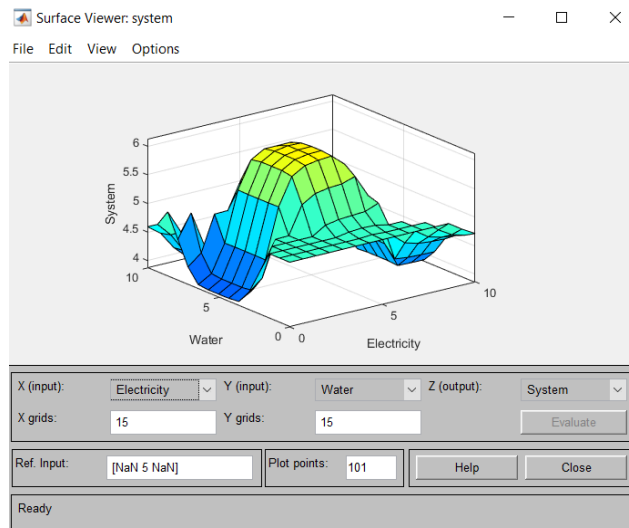 Surface Viewer: system
File Edit View Options
6
5.5
5
4.5
4
System
10
5
0
Water
0
5
10
Electricity
X (input): Electricity Y (input): Water Z (output): System
X grids: 15 Y grids: 15 Evaluate
Ref. Input: [NaN 5 NaN] Plot points: 101 Help Close
Ready